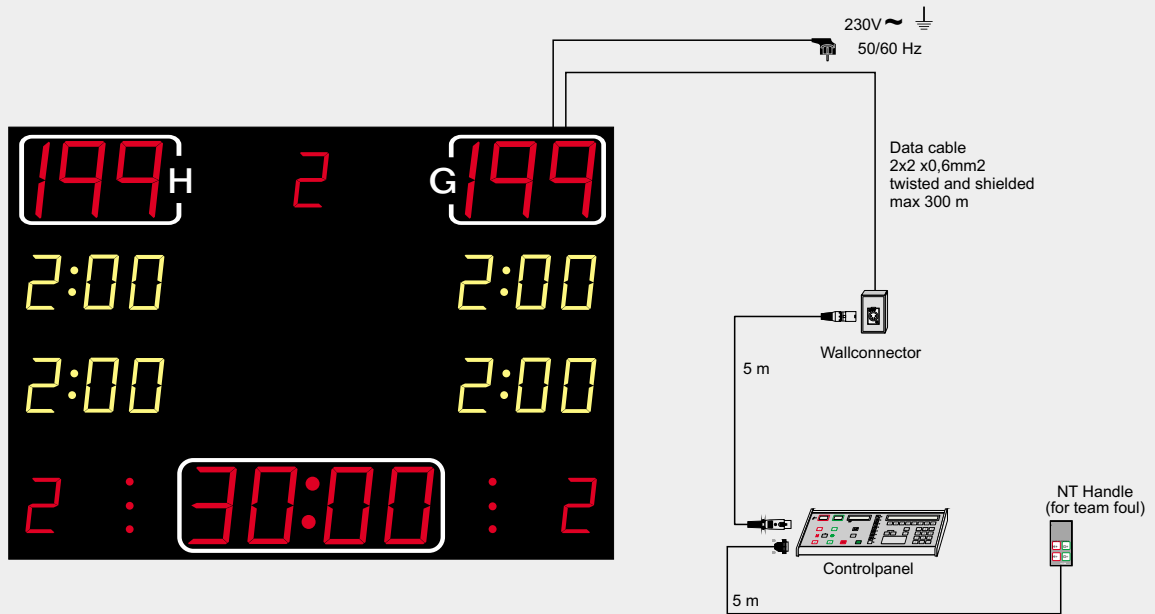 230V ~
50/60 Hz
199 H 2 G 199
2:00 2:00
2:00 2:00
2 : 30:00 : 2
Data cable
2x2 x0,6mm2
twisted and shielded
max 300 m
Wallconnector
5 m
Controlpanel
NT Handle
(for team foul)
5 m